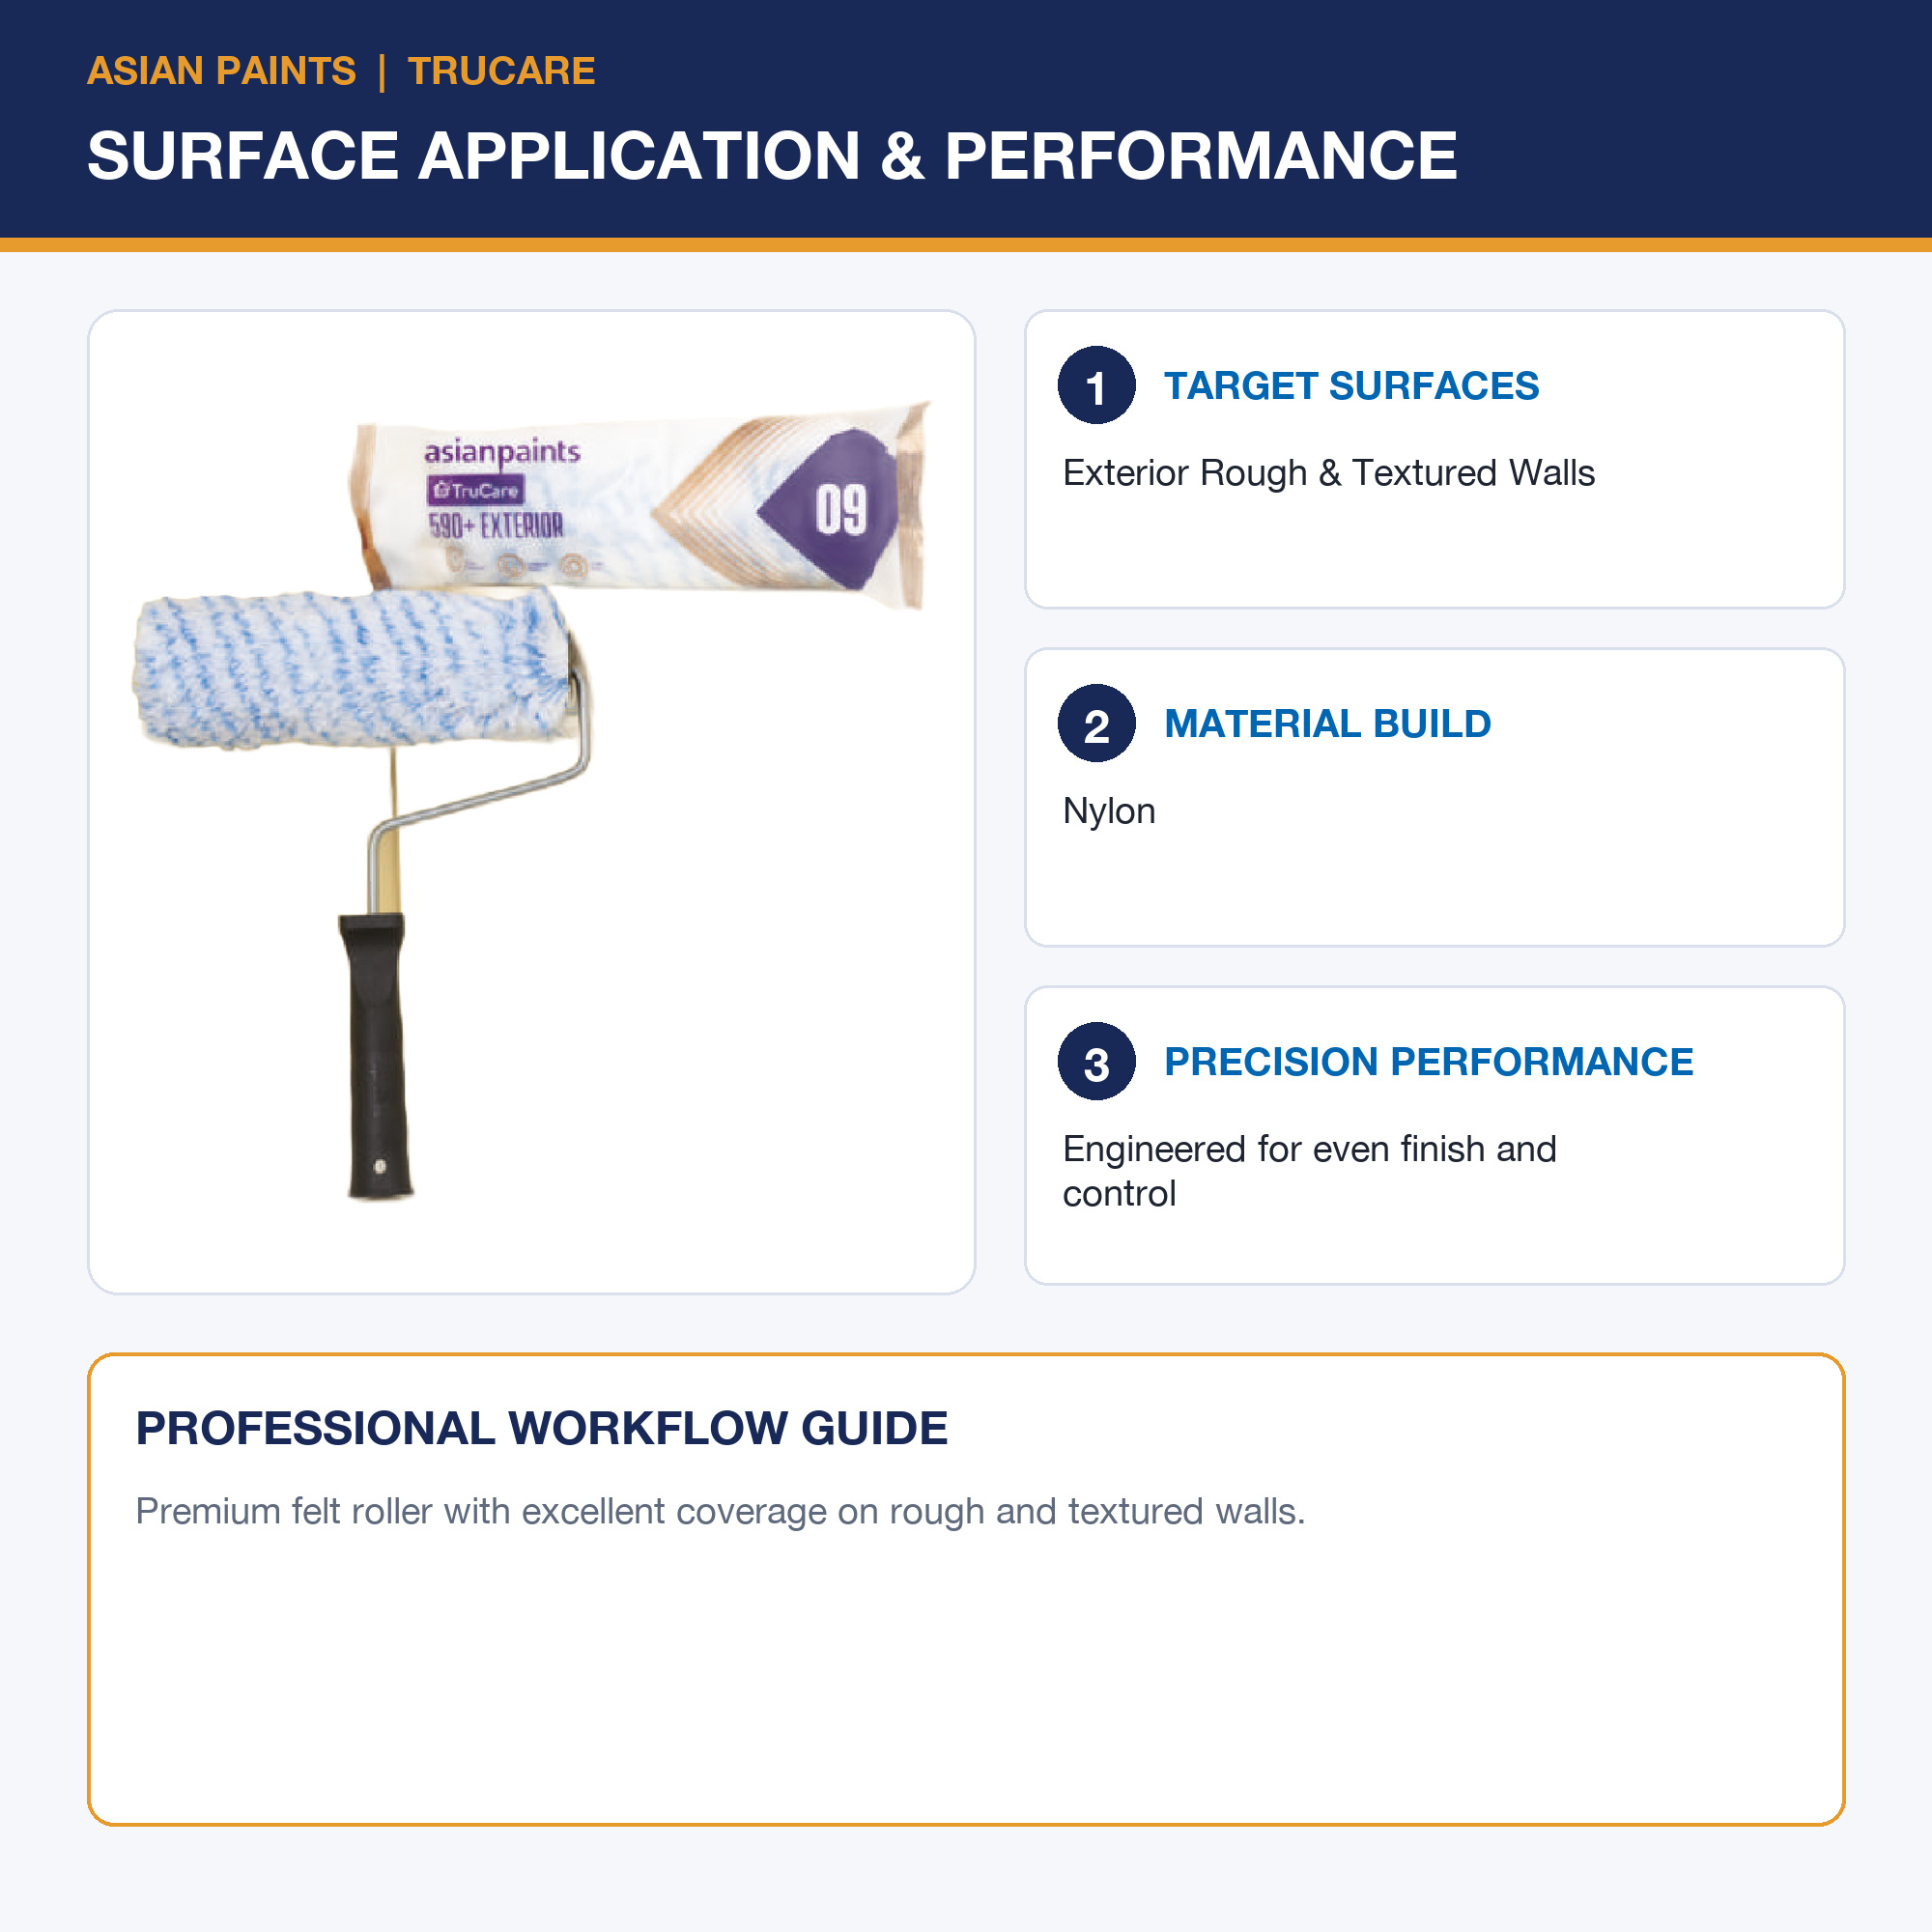 ASIAN PAINTS | TRUCARE
SURFACE APPLICATION & PERFORMANCE
asianpaints
TruCare
590+ EXTERIOR
09
1 TARGET SURFACES
Exterior Rough & Textured Walls
2 MATERIAL BUILD
Nylon
3 PRECISION PERFORMANCE
Engineered for even finish and
control
PROFESSIONAL WORKFLOW GUIDE
Premium felt roller with excellent coverage on rough and textured walls.